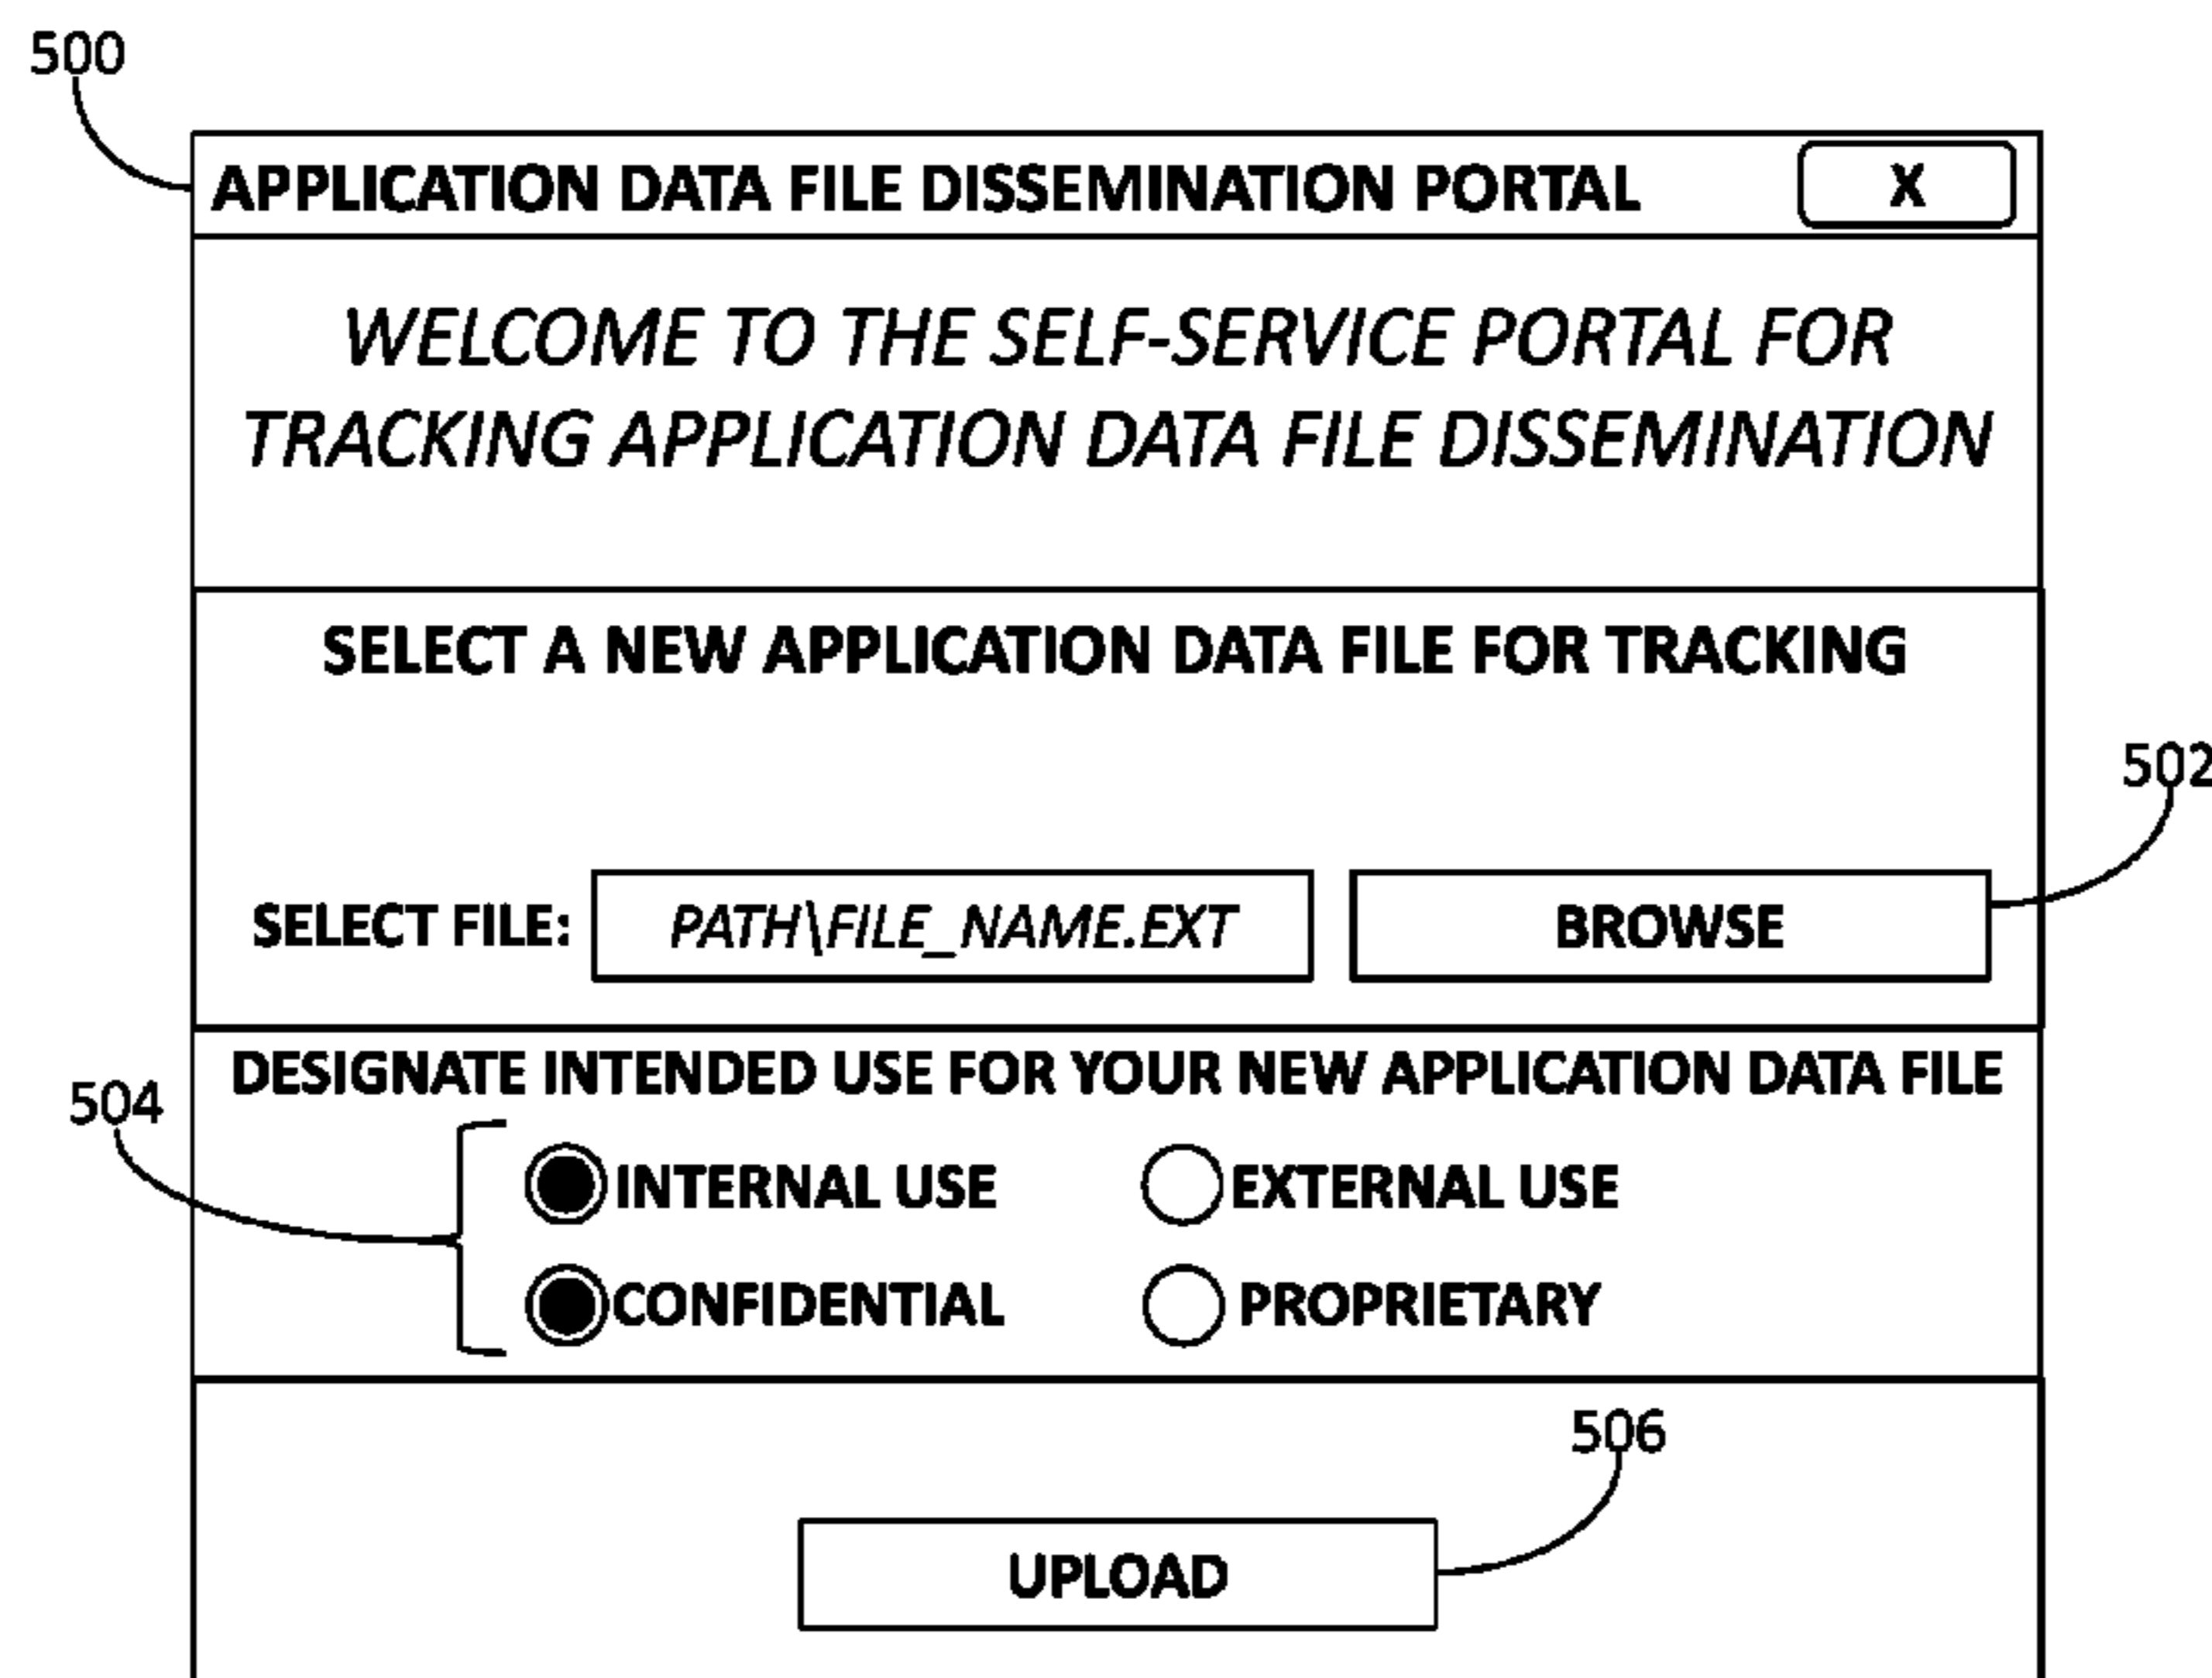 500
APPLICATION DATA FILE DISSEMINATION PORTAL X
WELCOME TO THE SELF-SERVICE PORTAL FOR
TRACKING APPLICATION DATA FILE DISSEMINATION
SELECT A NEW APPLICATION DATA FILE FOR TRACKING
502
SELECT FILE: PATH\FILE_NAME.EXT BROWSE
DESIGNATE INTENDED USE FOR YOUR NEW APPLICATION DATA FILE
504
INTERNAL USE EXTERNAL USE
CONFIDENTIAL PROPRIETARY
506
UPLOAD